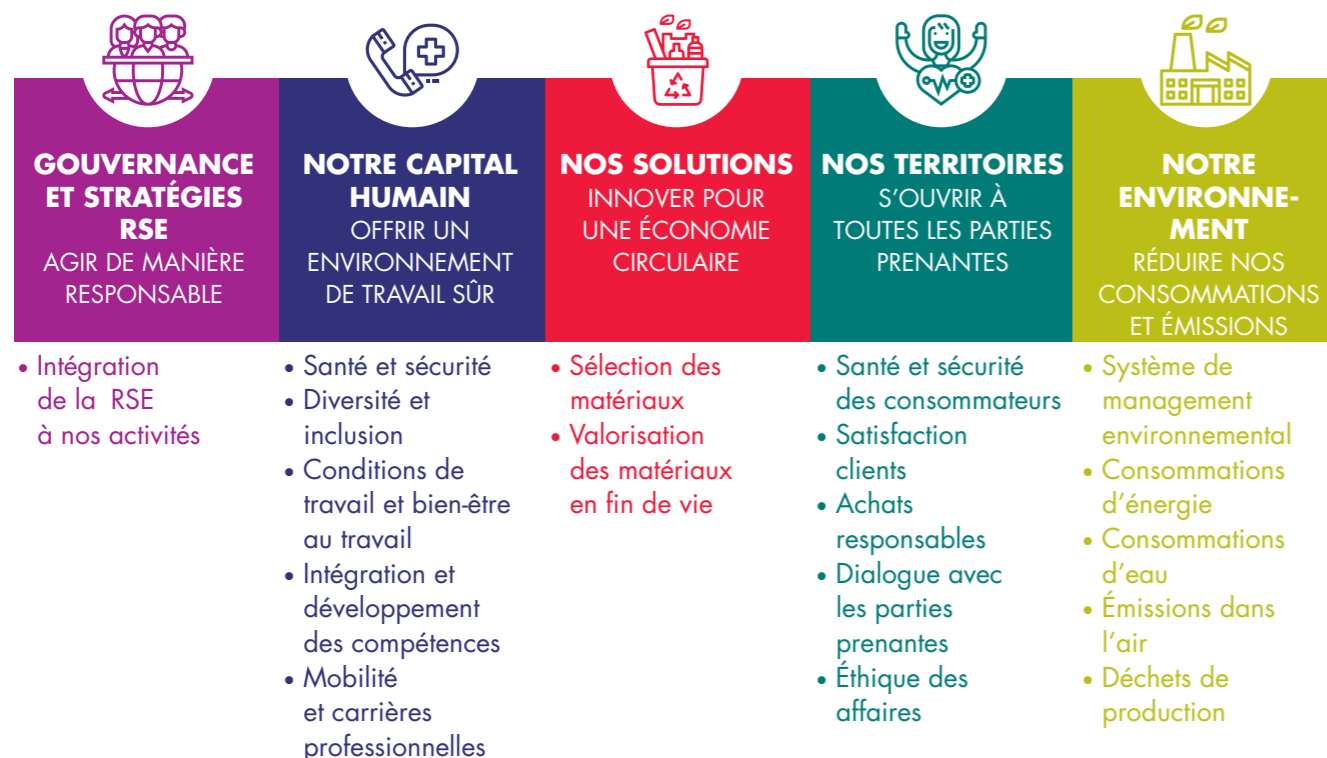 GOUVERNANCE
ET STRATÉGIES
RSE
AGIR DE MANIÈRE
RESPONSABLE
• Intégration
de la RSE
à nos activités
NOTRE CAPITAL
HUMAIN
OFFRIR UN
ENVIRONNEMENT
DE TRAVAIL SÛR
• Santé et sécurité
• Diversité et
inclusion
• Conditions de
travail et bien-être
au travail
• Intégration et
développement
des compétences
• Mobilité
et carrières
professionnelles
NOS SOLUTIONS
INNOVER POUR
UNE ÉCONOMIE
CIRCULAIRE
• Sélection des
matériaux
• Valorisation
des matériaux
en fin de vie
NOS TERRITOIRES
S’OUVRIR À
TOUTES LES PARTIES
PRENANTES
• Santé et sécurité
des consommateurs
• Satisfaction
clients
• Achats
responsables
• Dialogue avec
les parties
prenantes
• Éthique des
affaires
NOTRE
ENVIRONNE-
MENT
RÉDUIRE NOS
CONSOMMATIONS
ET ÉMISSIONS
• Système de
management
environnemental
• Consommations
d’énergie
• Consommations
d’eau
• Émissions dans
l’air
• Déchets de
production